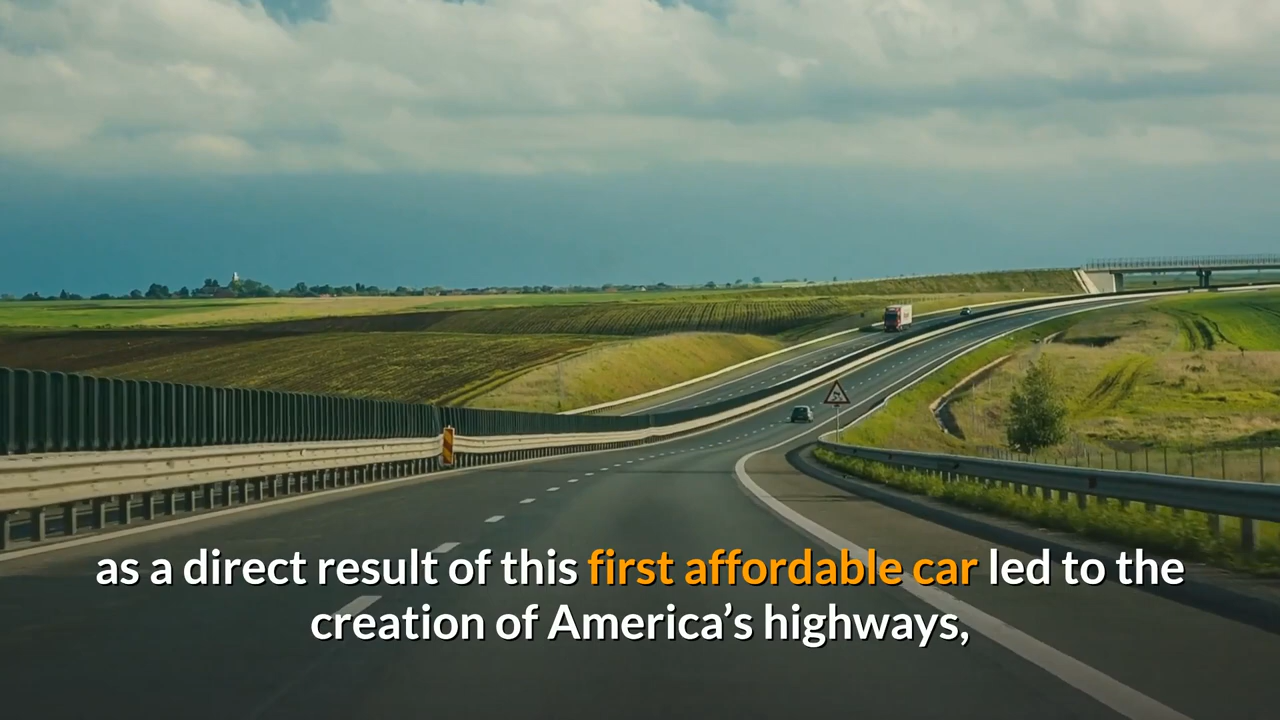 as a direct result of this first affordable car led to the
creation of America’s highways,